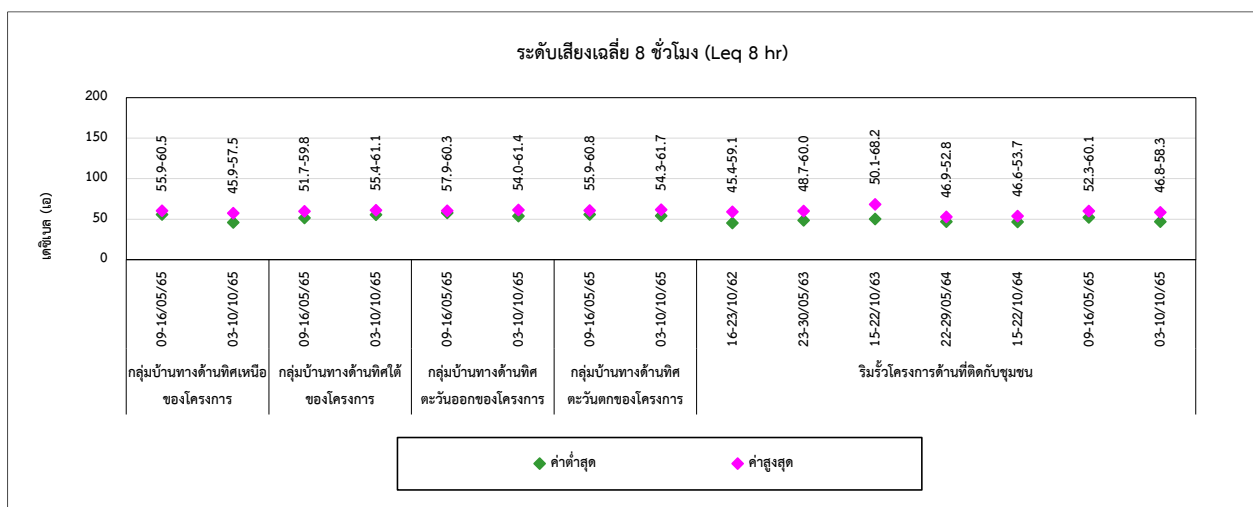 ระดับเสียงเฉลี่ย 8 ชั่วโมง (Leq 8 hr)
เดซิเบล (เอ)
200
150
100
50
0
55.9-60.5
45.9-57.5
51.7-59.8
55.4-61.1
57.9-60.3
54.0-61.4
55.9-60.8
54.3-61.7
45.4-59.1
48.7-60.0
50.1-68.2
46.9-52.8
46.6-53.7
52.3-60.1
46.8-58.3
09-16/05/65
03-10/10/65
09-16/05/65
03-10/10/65
09-16/05/65
03-10/10/65
09-16/05/65
03-10/10/65
16-23/10/62
23-30/05/63
15-22/10/63
22-29/05/64
15-22/10/64
09-16/05/65
03-10/10/65
กลุ่มบ้านทางด้านทิศเหนือ
ของโครงการ
กลุ่มบ้านทางด้านทิศใต้
ของโครงการ
กลุ่มบ้านทางด้านทิศ
ตะวันออกของโครงการ
กลุ่มบ้านทางด้านทิศ
ตะวันตกของโครงการ
ริมรั้วโครงการด้านที่ติดกับชุมชน
ค่าต่ำสุด
ค่าสูงสุด